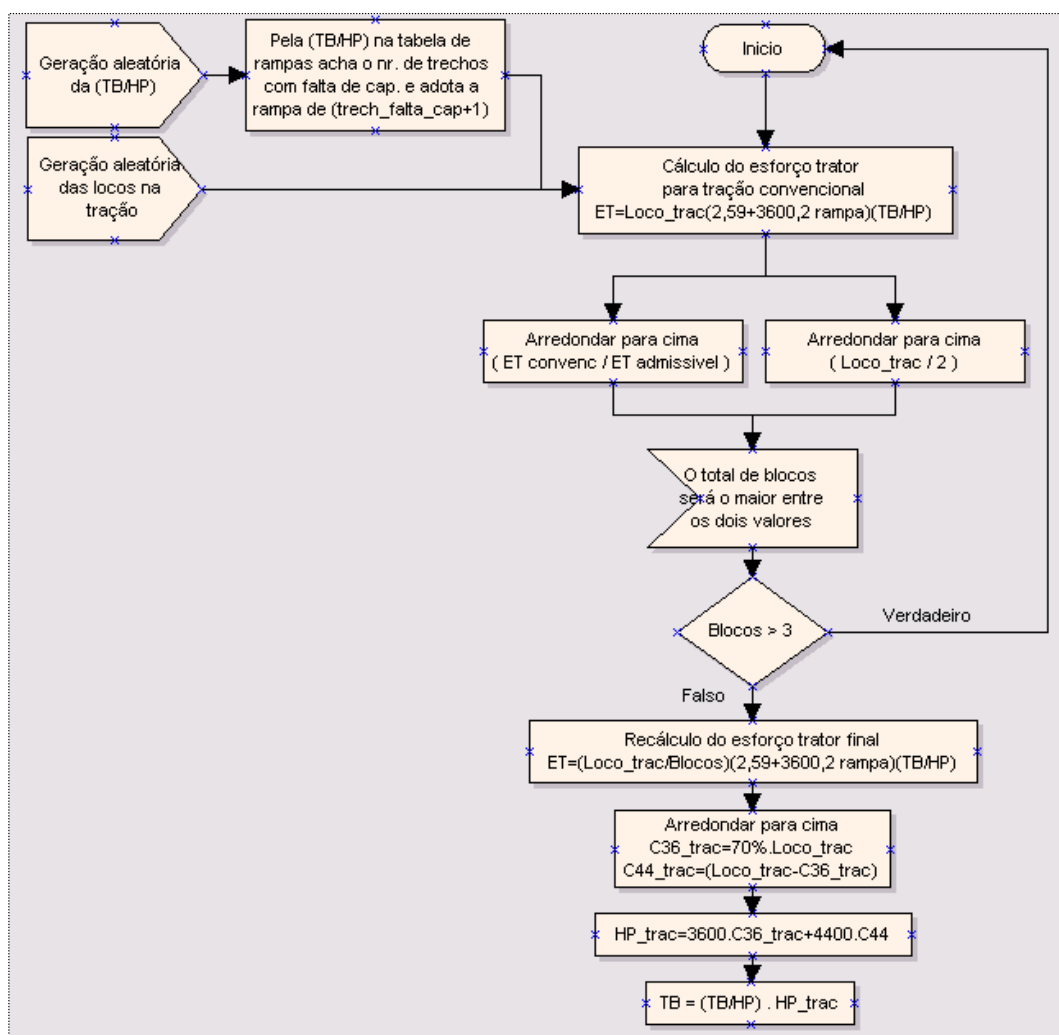 Geração aleatória
da (TB/HP)
Pela (TB/HP) na tabela de
rampas acha o nr. de trechos
com falta de cap. e adota a
rampa de (trech_falta_cap+1)
Inicio
Geração aleatória
das locos na
tração
Cálculo do esforço trator
para tração convencional
ET=Loco_trac(2,59+3600,2 rampa)(TB/HP)
Arredondar para cima
( ET convenc / ET admissivel )
Arredondar para cima
( Loco_trac / 2 )
O total de blocos
será o maior entre
os dois valores
Blocos > 3
Verdadeiro
Falso
Recálculo do esforço trator final
ET=(Loco_trac/Blocos)(2,59+3600,2 rampa)(TB/HP)
Arredondar para cima
C36_trac=70%.Loco_trac
C44_trac=(Loco_trac-C36_trac)
HP_trac=3600.C36_trac+4400.C44
TB = (TB/HP) . HP_trac